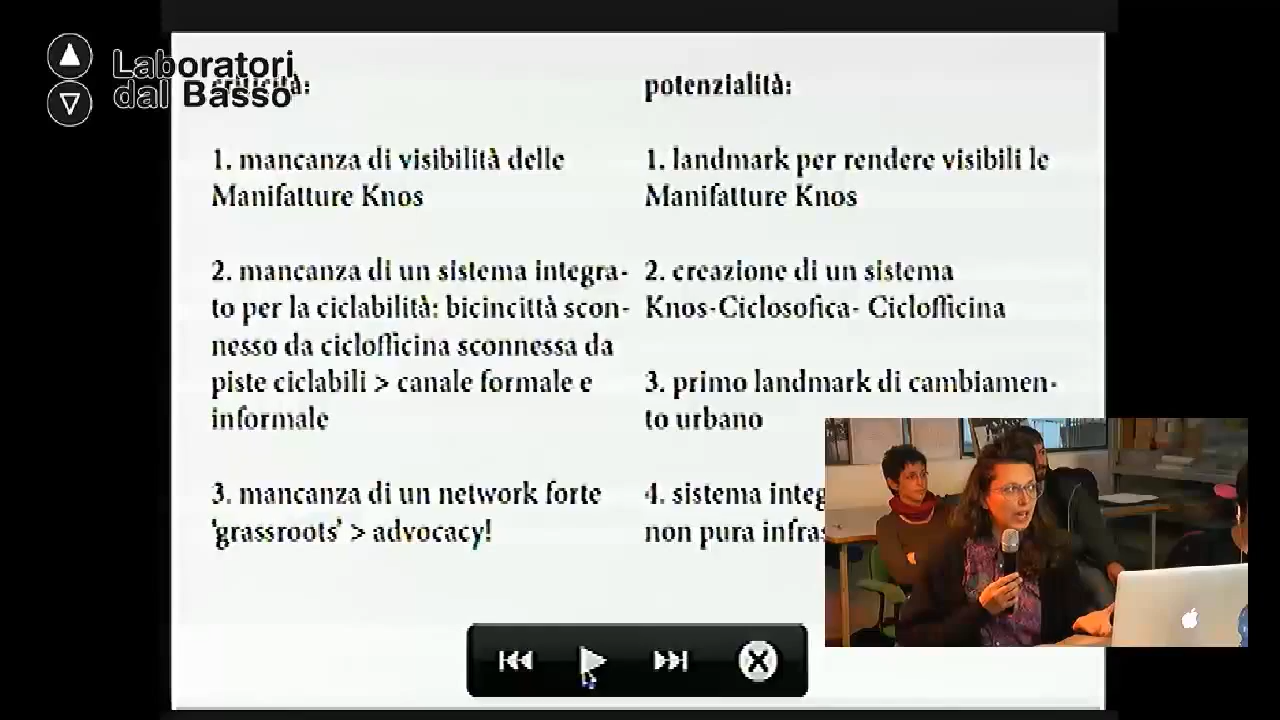 Laboratori
dal Basso
criticità:
1. mancanza di visibilità delle
Manifatture Knos
2. mancanza di un sistema integra-
to per la ciclabilità: bicincittà scon-
nesso da ciclofficina sconnessa da
piste ciclabili > canale formale e
informale
3. mancanza di un network forte
'grassroots' > advocacy!
potenzialità:
1. landmark per rendere visibili le
Manifatture Knos
2. creazione di un sistema
Knos-Ciclosofica- Ciclofficina
3. primo landmark di cambiamen-
to urbano
4. sistema
non pura